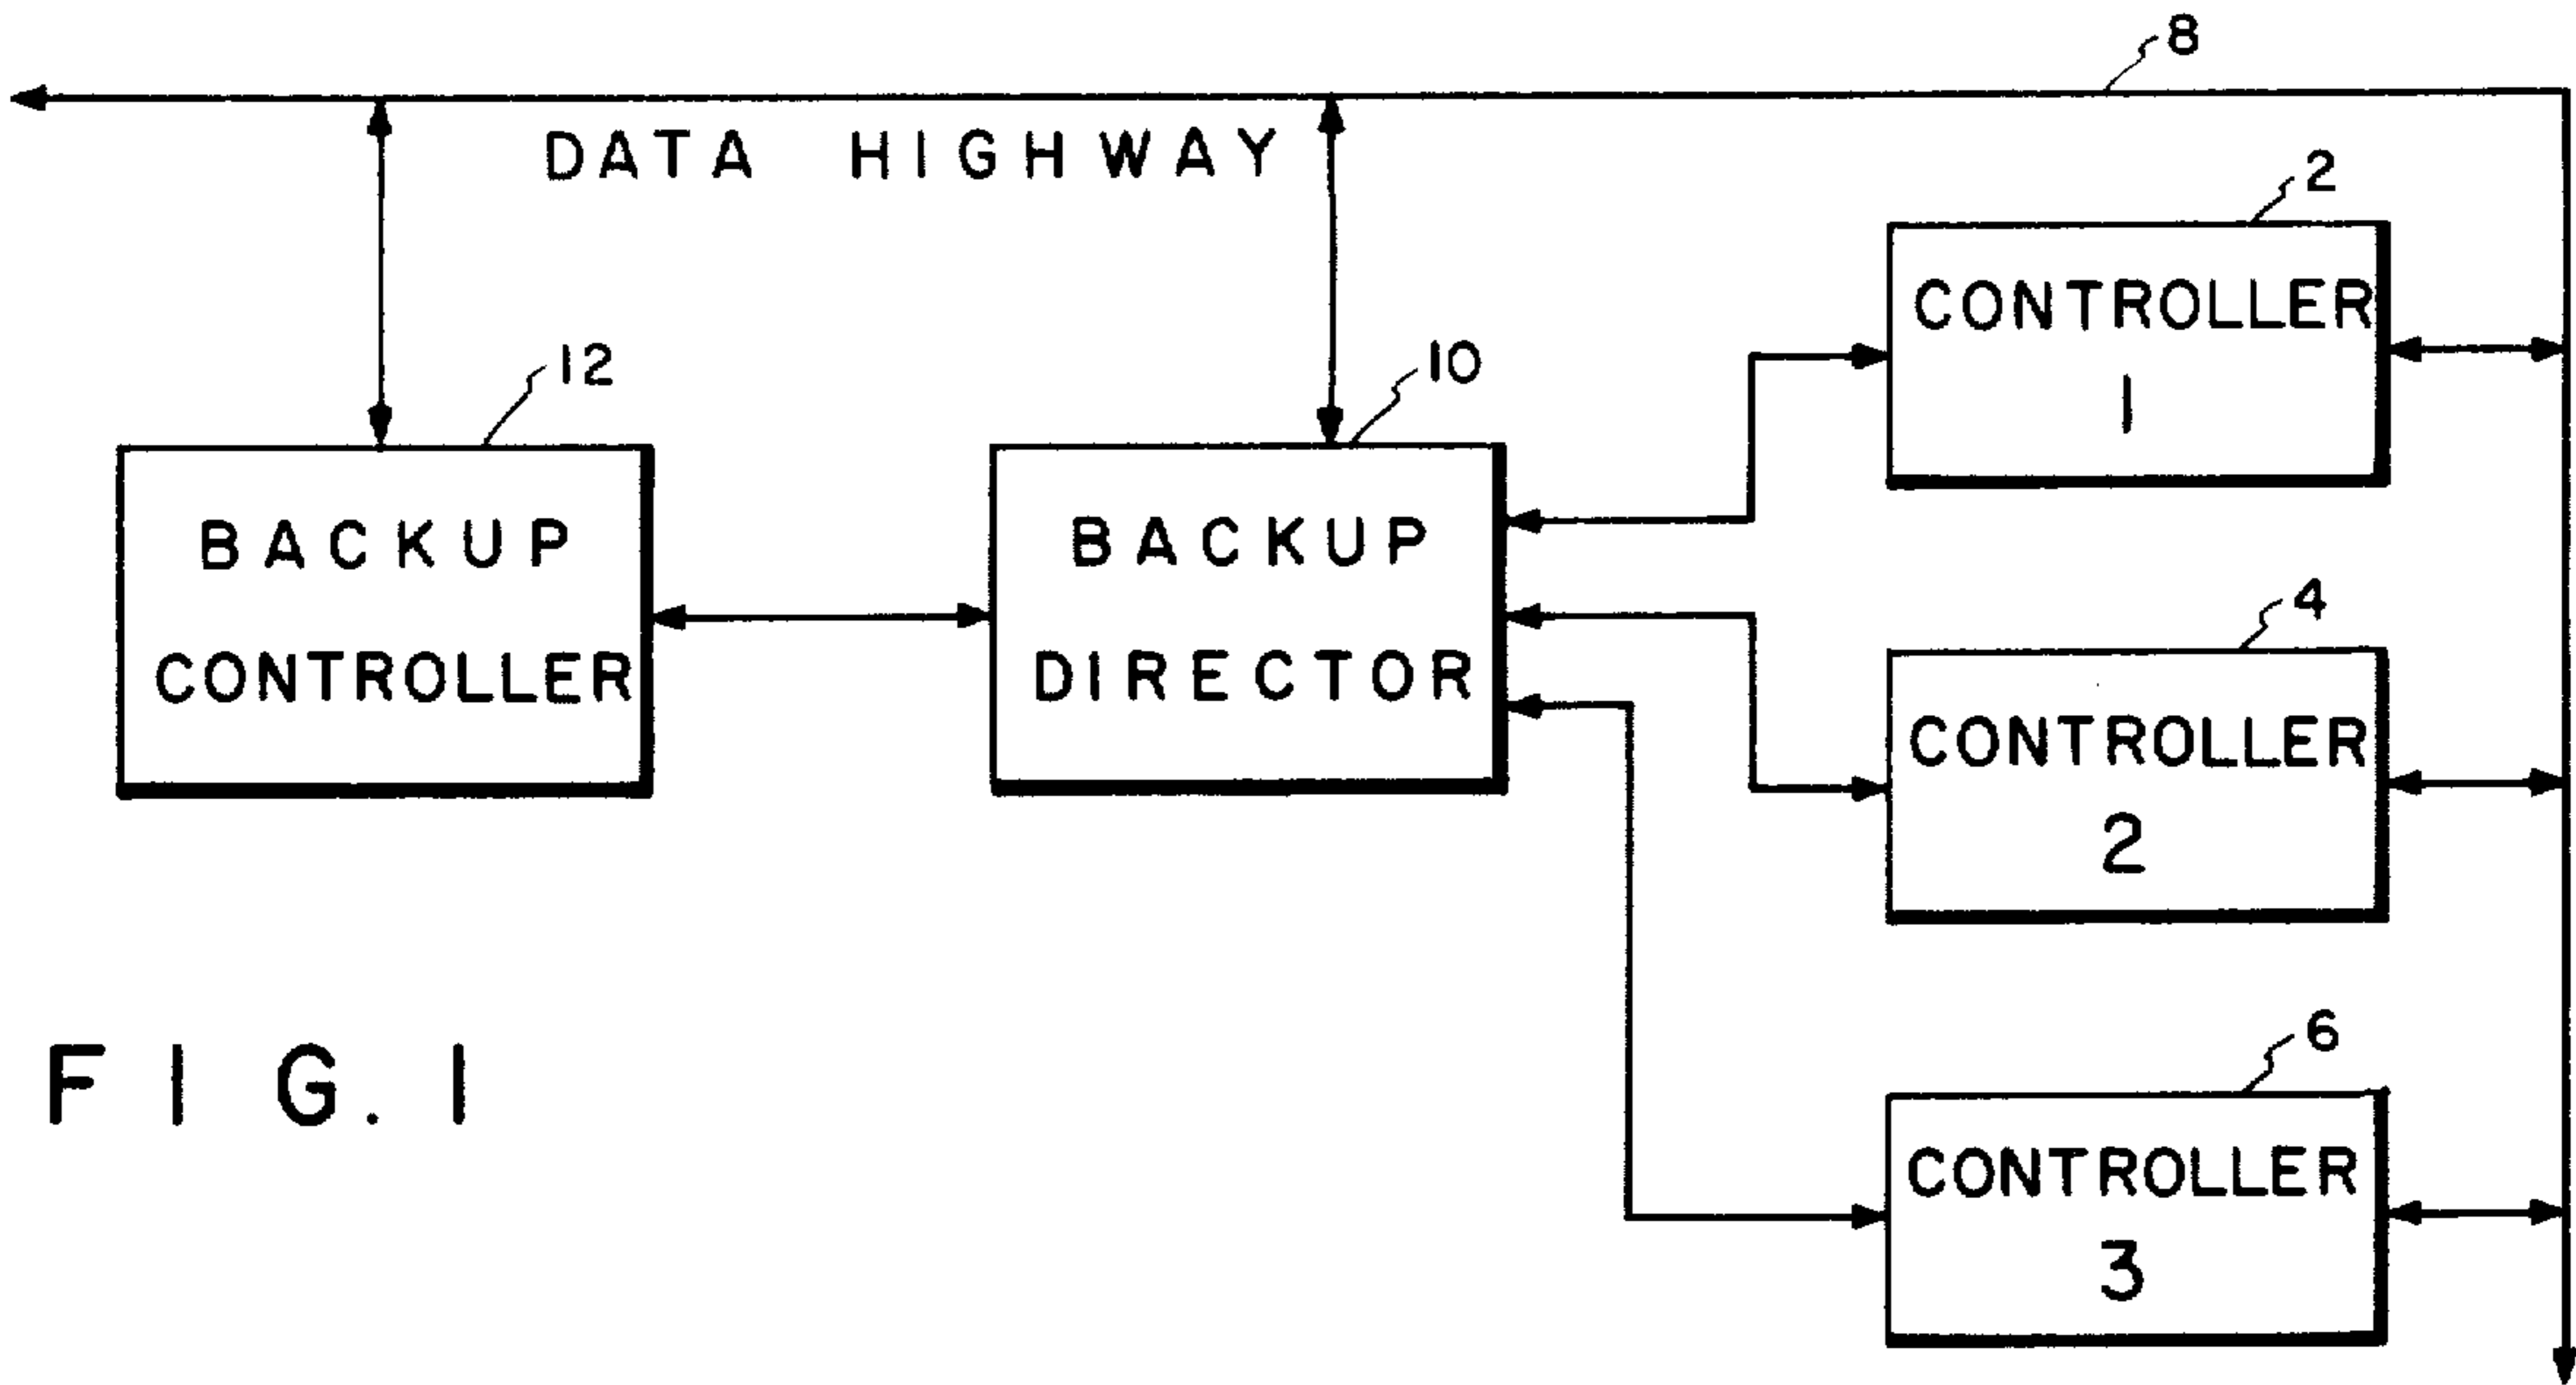 8
DATA HIGHWAY
2
CONTROLLER
1
12
10
BACKUP
CONTROLLER
BACKUP
DIRECTOR
4
CONTROLLER
2
6
CONTROLLER
3
FIG. 1